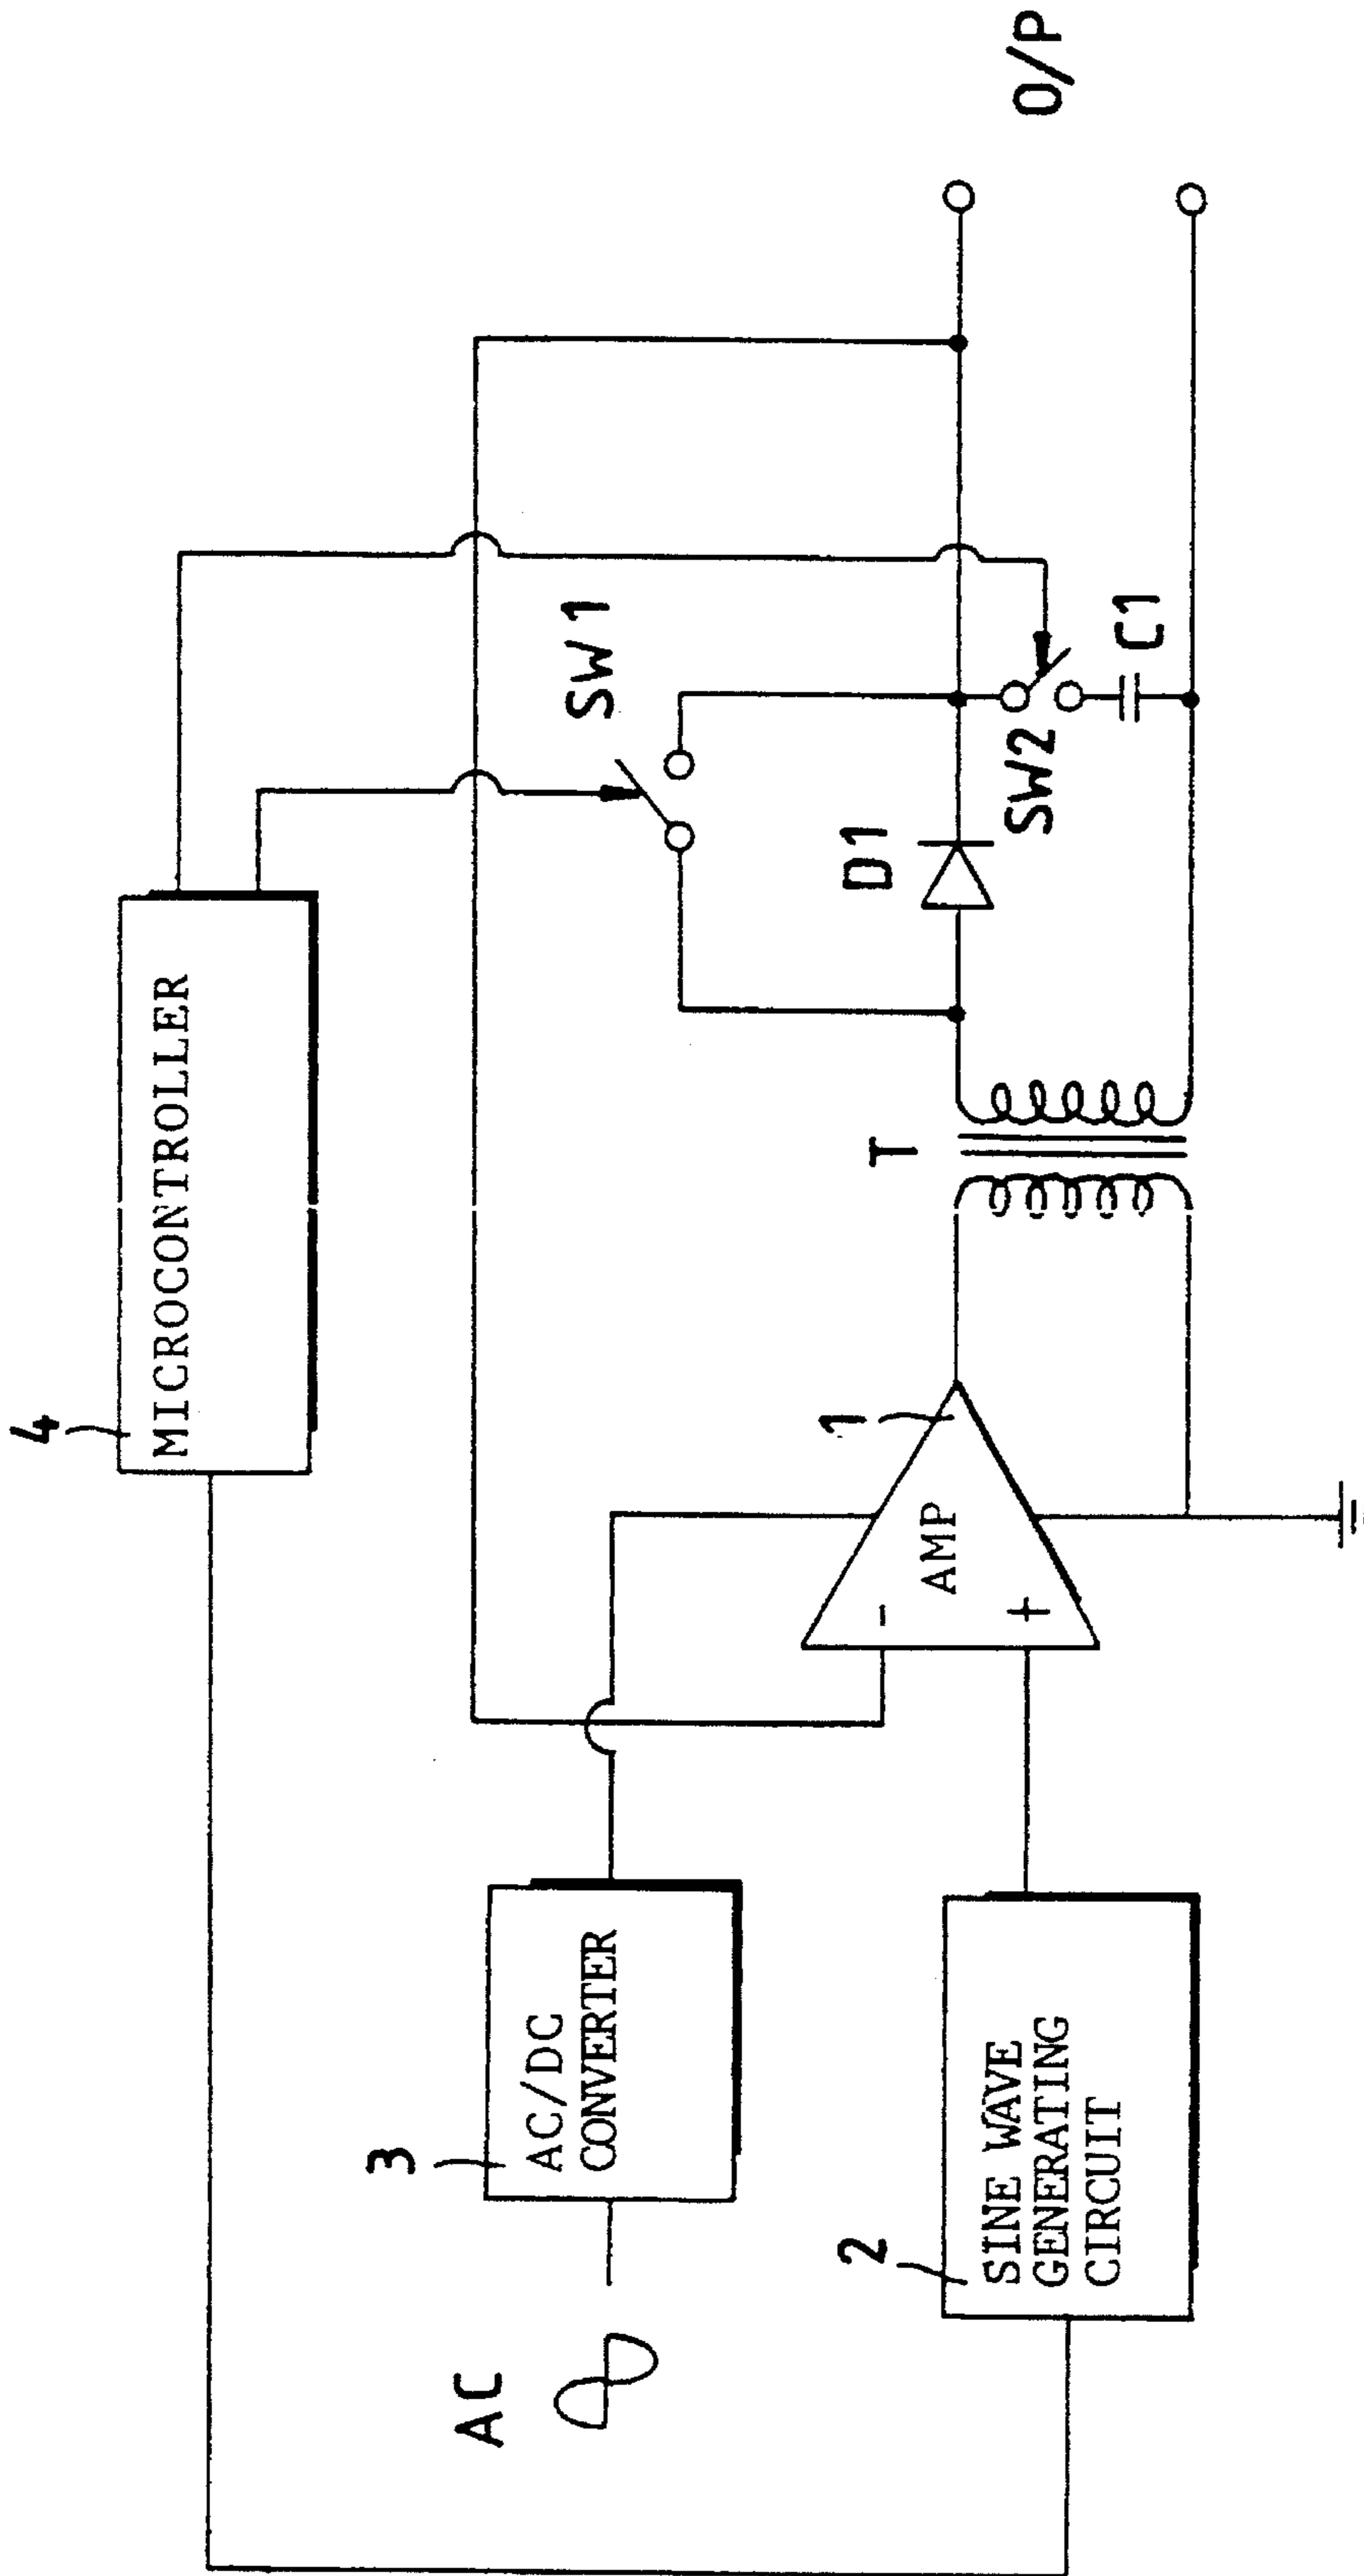 4
MICROCONTROLLER
SW1
O/P
3
AC/DC
CONVERTER
AC
1
AMP
-
+
T
D1
SW2
C1
2
SINE WAVE
GENERATING
CIRCUIT